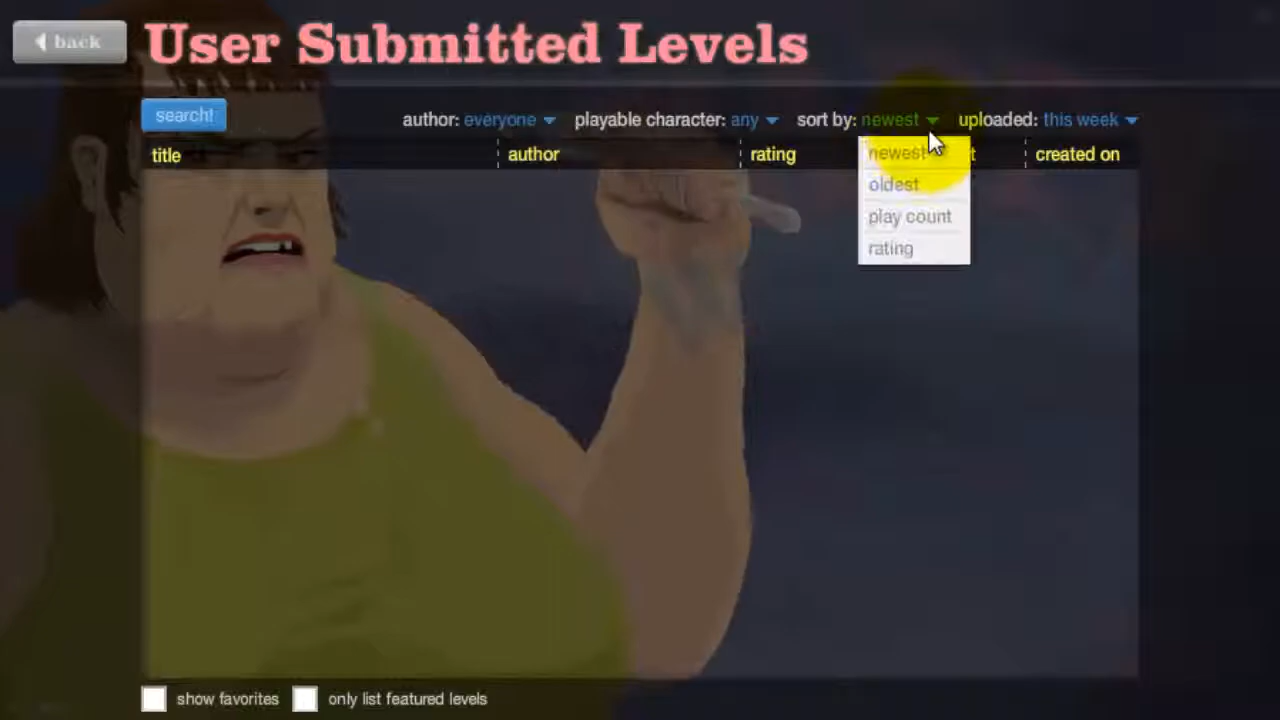 back
User Submitted Levels
search!
author: everyone playable character: any sort by: newest uploaded: this week
title author rating created on
newest
oldest
play count
rating
show favorites only list featured levels